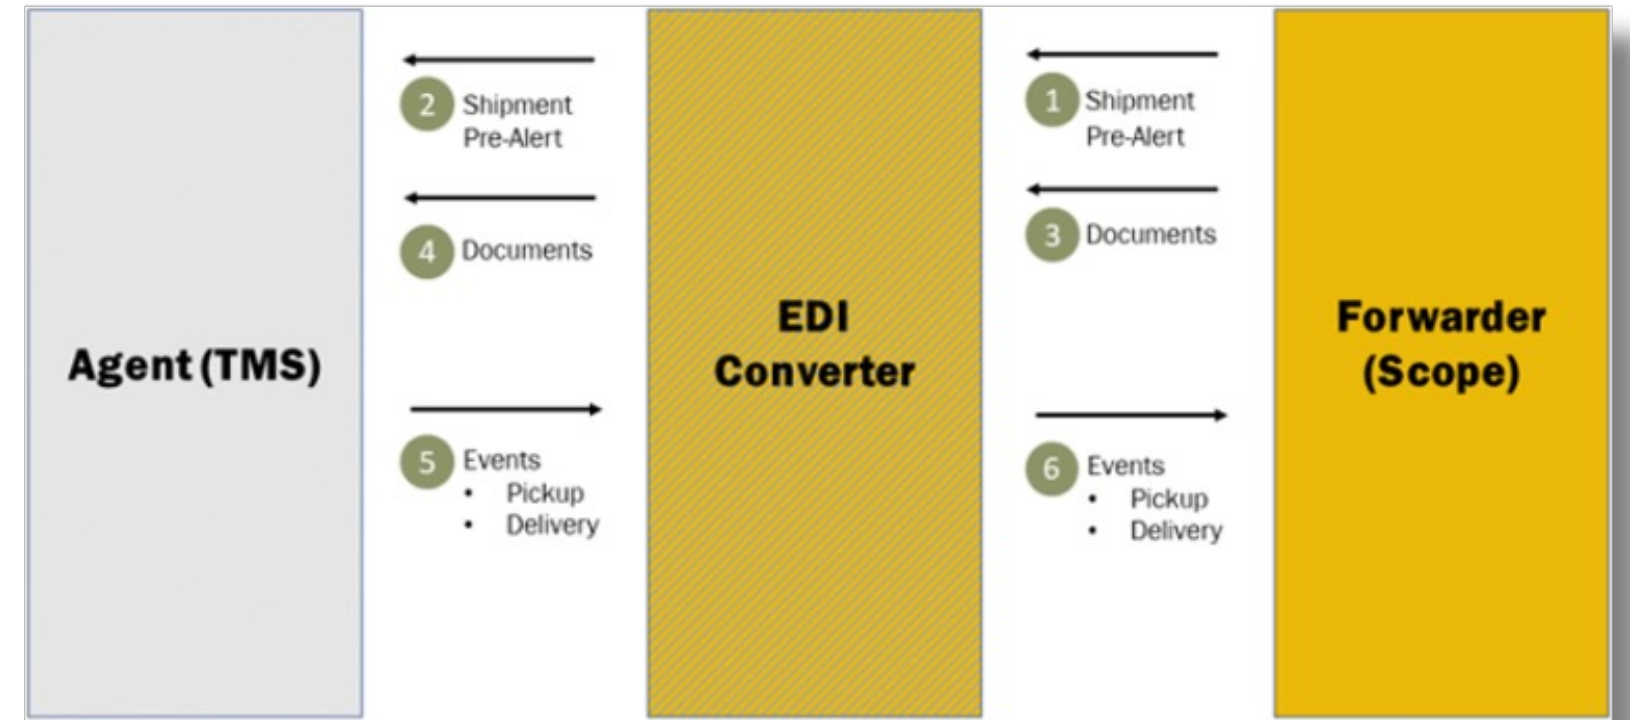 Agent (TMS)
2 Shipment
Pre-Alert
4 Documents
5 Events
• Pickup
• Delivery
EDI
Converter
1 Shipment
Pre-Alert
3 Documents
6 Events
• Pickup
• Delivery
Forwarder
(Scope)